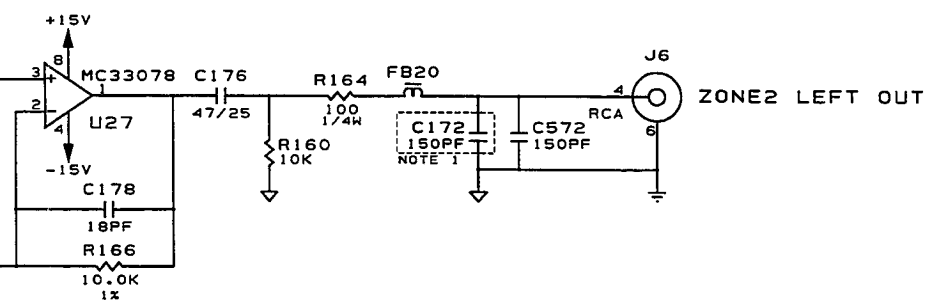 +15V
8
3
+
MC33078
1
2
-
U27
4
-15V
C178
18PF
R166
10.0K
1%
C176
47/25
R160
10K
R164
100
1/4W
FB20
C172
150PF
NOTE 1
C572
150PF
J6
4
RCA
6
ZONE2 LEFT OUT